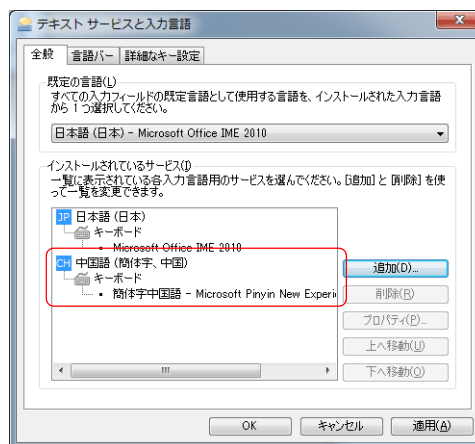 テキスト サービスと入力言語
全般 言語バー 詳細なキー設定
既定の言語(L)
すべての入力フィールドの既定言語として使用する言語を、インストールされた入力言語
から 1 つ選択してください。
日本語 (日本) - Microsoft Office IME 2010
インストールされているサービス(I)
一覧に表示されている各入力言語用のサービスを選んでください。[追加] と [削除] を使
って一覧を変更できます。
JP 日本語 (日本)
キーボード
• Microsoft Office IME 2010
CH 中国語 (簡体字、中国)
キーボード
• 簡体字中国語 - Microsoft Pinyin New Experi
追加(D)...
削除(R)
プロパティ(P)...
上へ移動(U)
下へ移動(O)
OK キャンセル 適用(A)